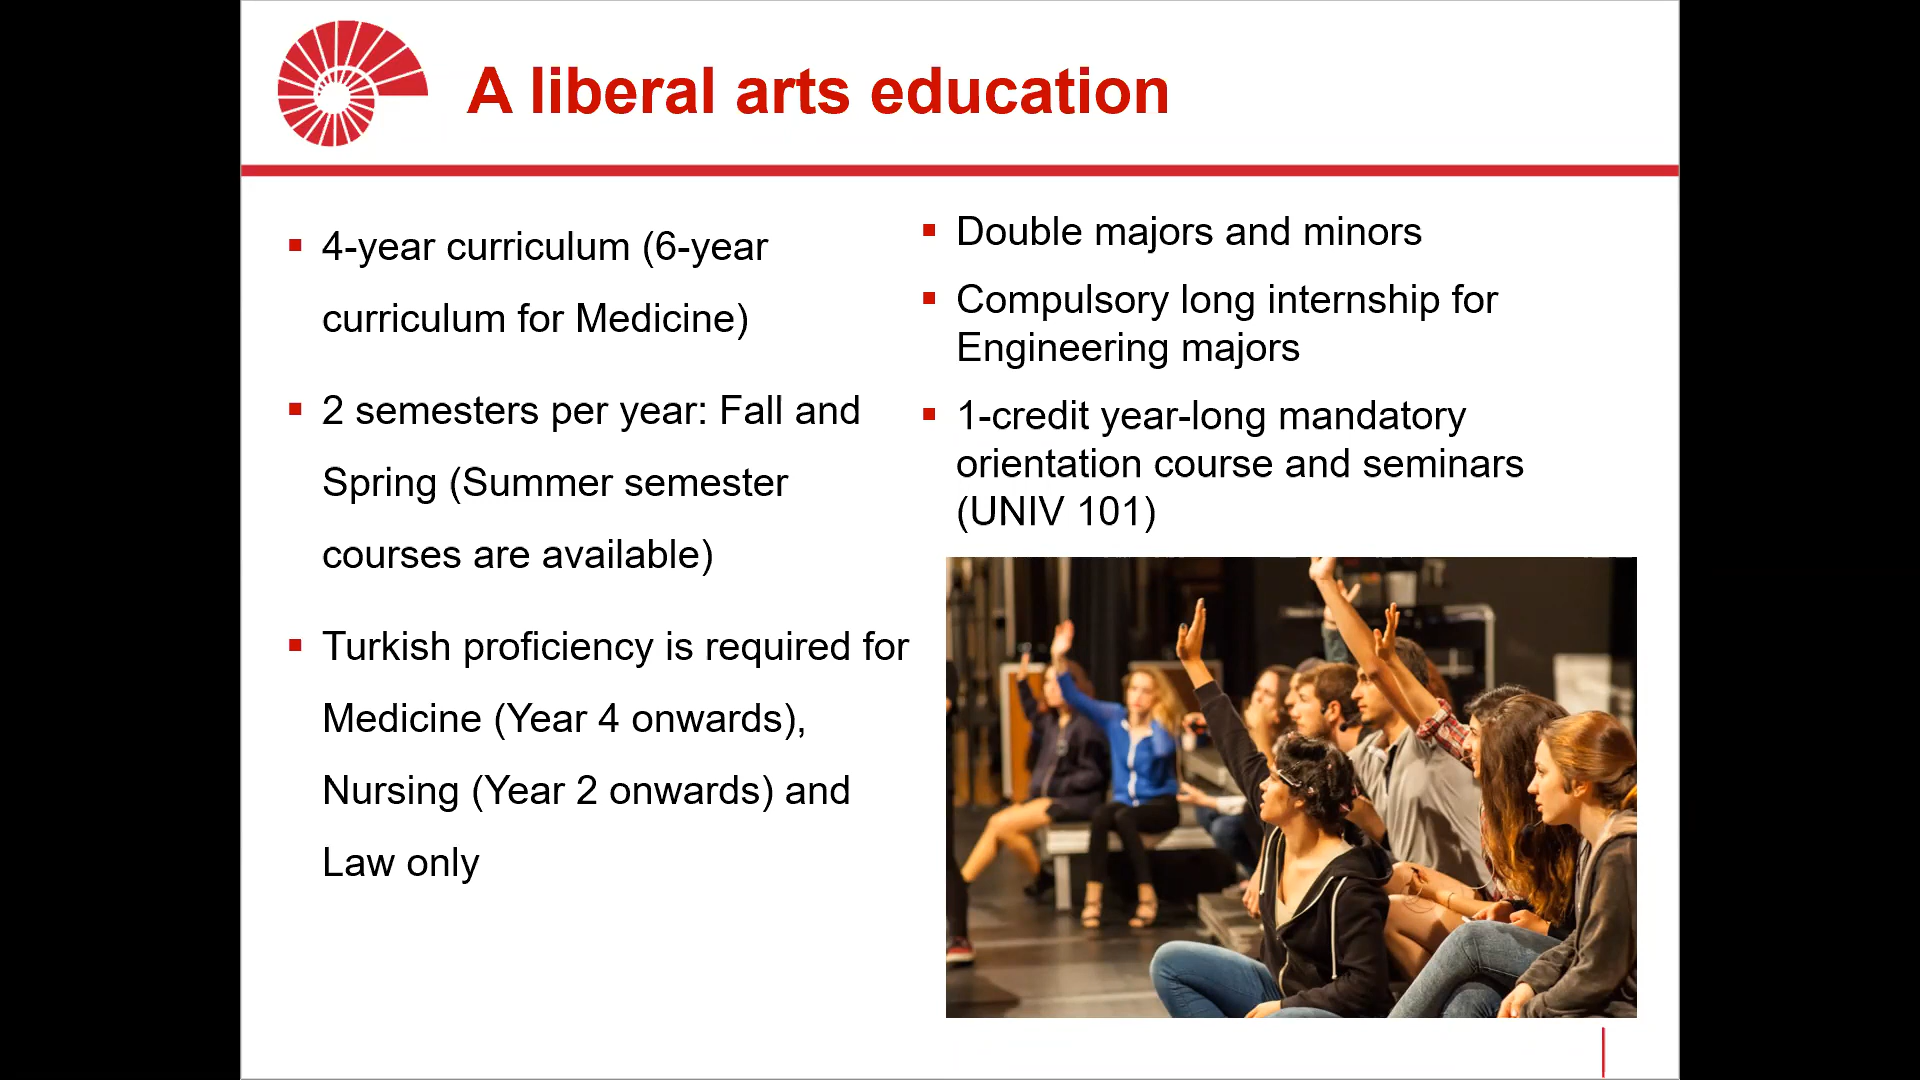 A liberal arts education
4-year curriculum (6-year
curriculum for Medicine)
2 semesters per year: Fall and
Spring (Summer semester
courses are available)
Turkish proficiency is required for
Medicine (Year 4 onwards),
Nursing (Year 2 onwards) and
Law only
Double majors and minors
Compulsory long internship for
Engineering majors
1-credit year-long mandatory
orientation course and seminars
(UNIV 101)